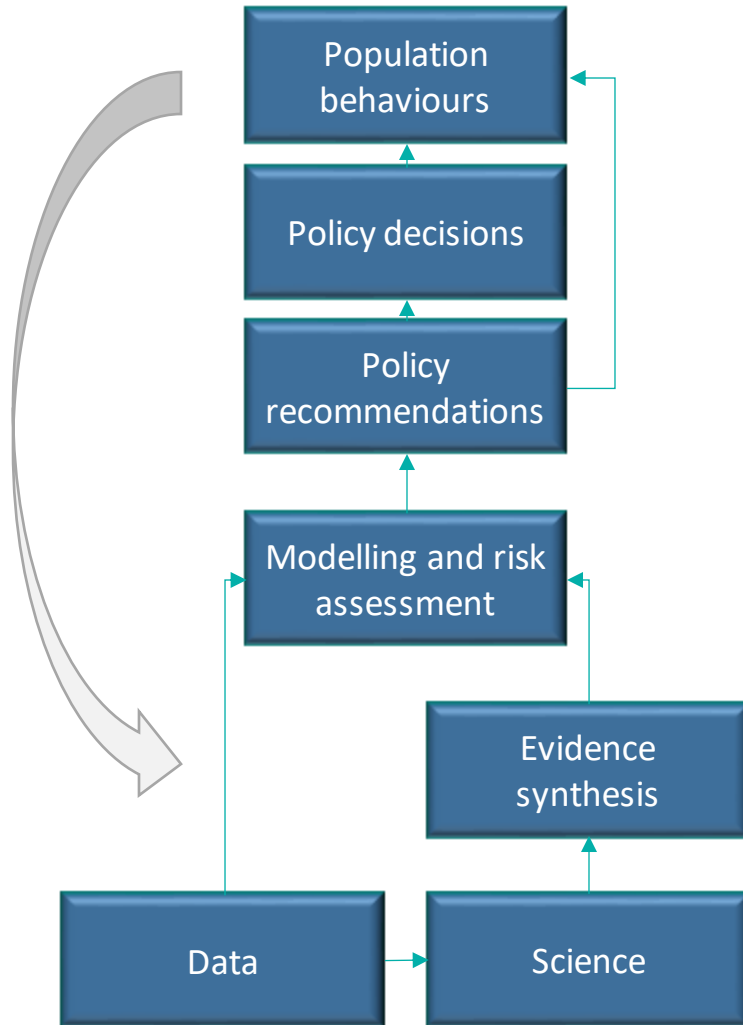 Population
behaviours
Policy decisions
Policy
recommendations
Modelling and risk
assessment
Evidence
synthesis
Data
Science